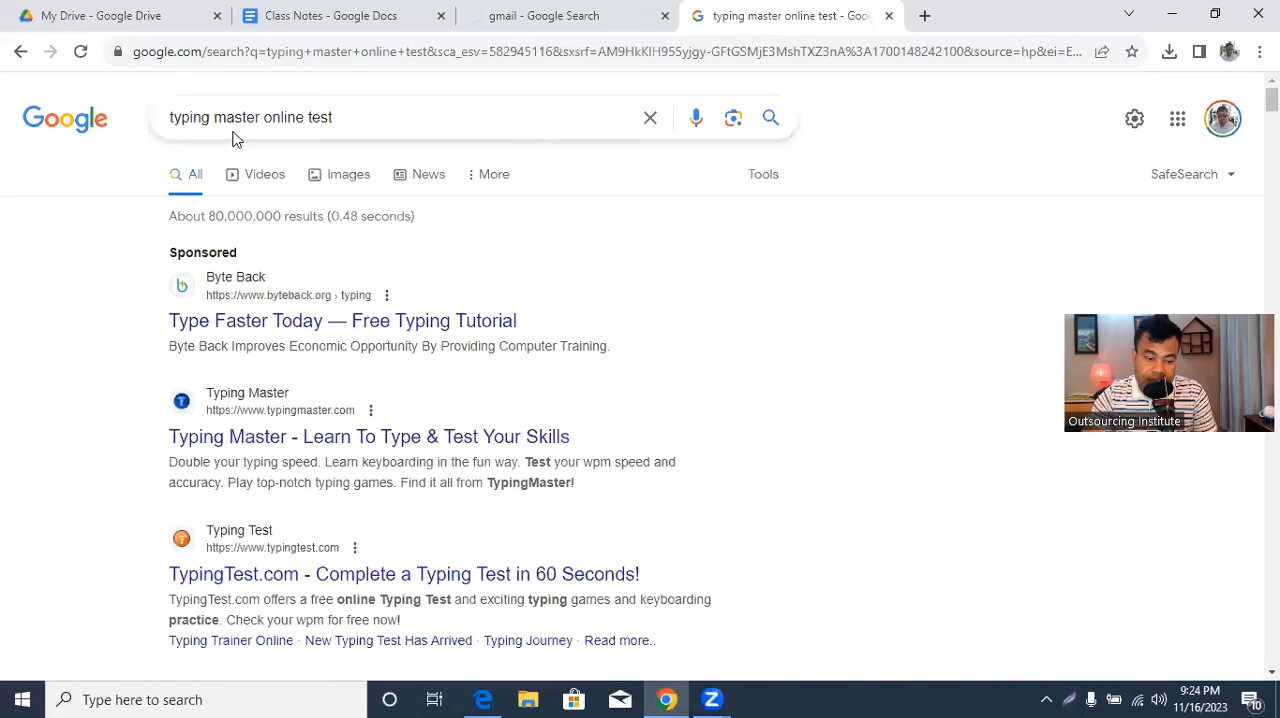 My Drive - Google Drive
Class Notes - Google Docs
gmail - Google Search
typing master online test - Goo
google.com/search?q=typing+master+online+test&sca_esv=582945116&sxsrf=AM9HkKIH955yjgy-GFtGSMjE3MshTXZ3nA%3A1700148242100&source=hp&ei=E...
Google
typing master online test
All
Videos
Images
News
More
Tools
SafeSearch
About 80,000,000 results (0.48 seconds)
Sponsored
Byte Back
https://www.byteback.org › typing
Type Faster Today — Free Typing Tutorial
Byte Back Improves Economic Opportunity By Providing Computer Training.
Typing Master
https://www.typingmaster.com
Typing Master - Learn To Type & Test Your Skills
Double your typing speed. Learn keyboarding in the fun way. Test your wpm speed and
accuracy. Play top-notch typing games. Find it all from TypingMaster!
Typing Test
https://www.typingtest.com
TypingTest.com - Complete a Typing Test in 60 Seconds!
TypingTest.com offers a free online Typing Test and exciting typing games and keyboarding
practice. Check your wpm for free now!
Typing Trainer Online · New Typing Test Has Arrived · Typing Journey · Read more..
Outsourcing Institute
Type here to search
9:24 PM
11/16/2023
10